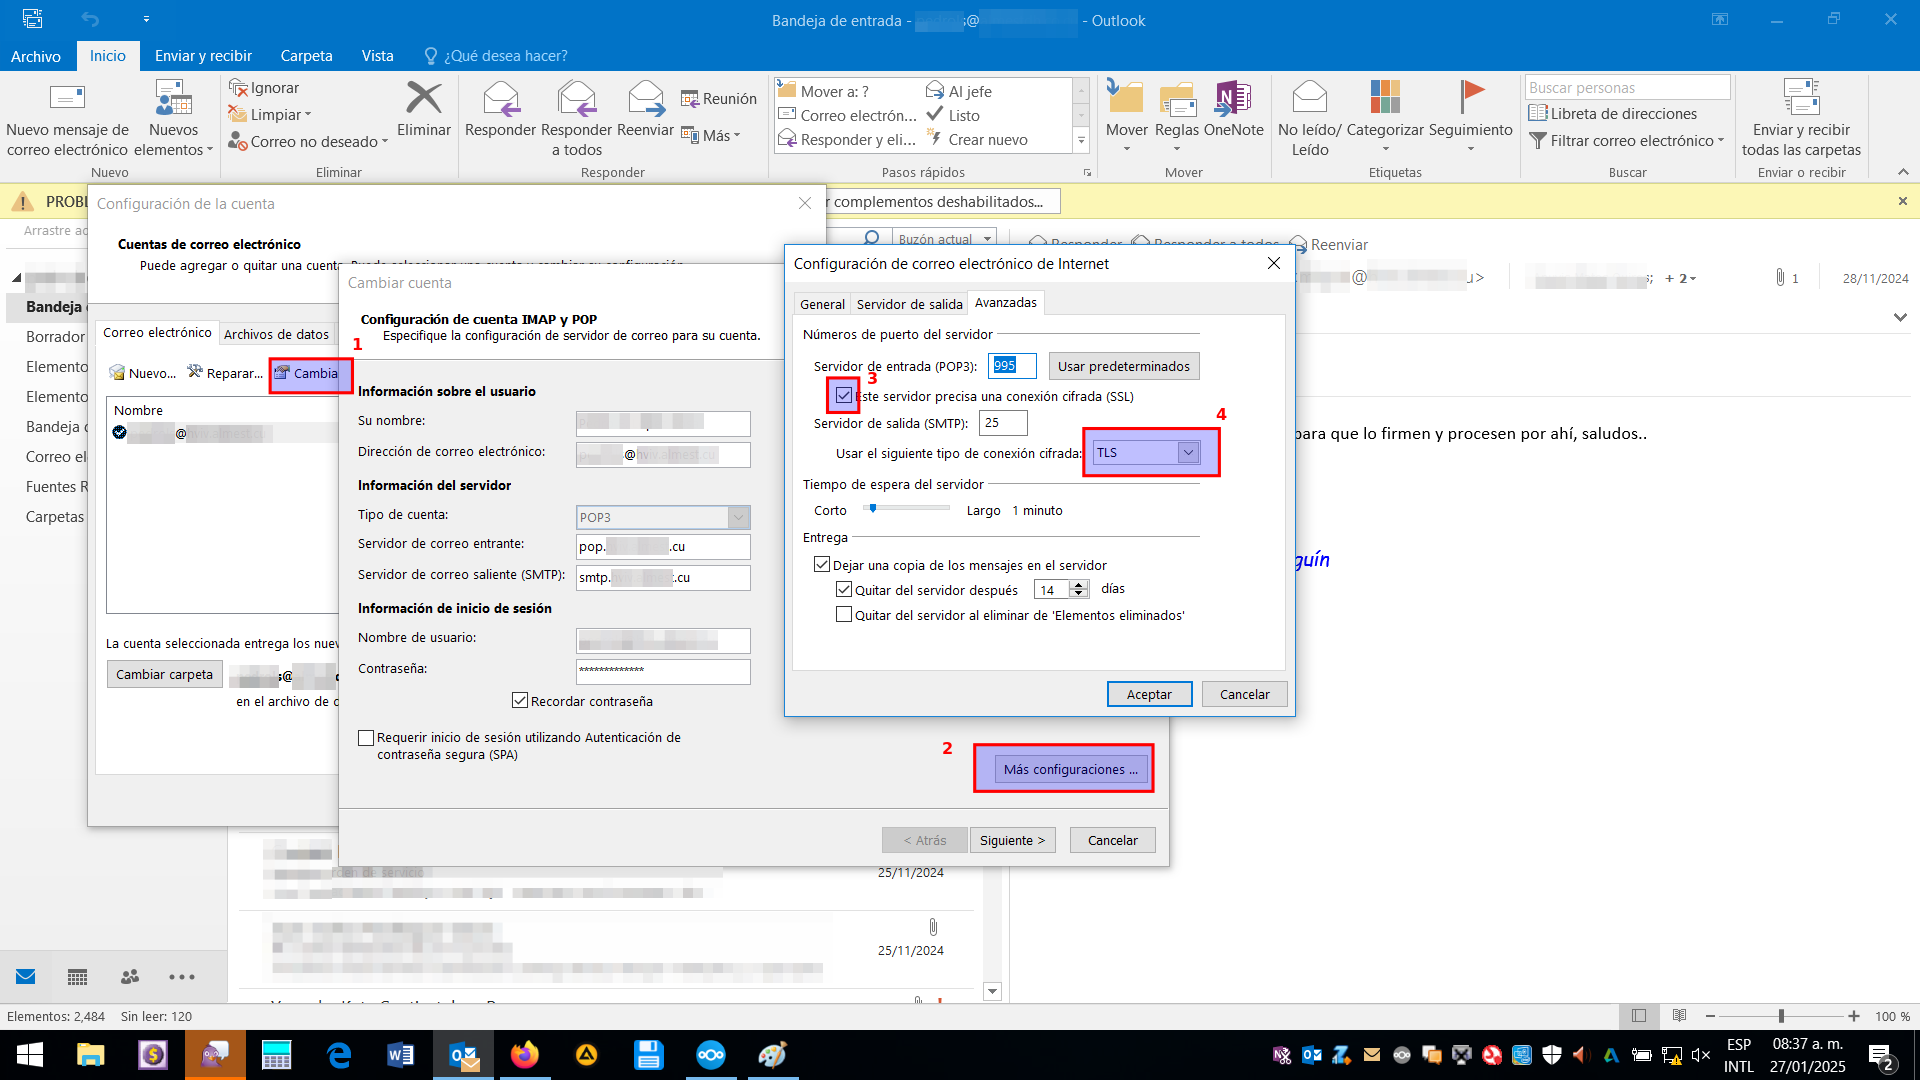 Bandeja de entrada -
- Outlook
Archivo
Inicio
Enviar y recibir
Carpeta
Vista
¿Qué desea hacer?
Nuevo mensaje de
correo electrónico
Nuevos
elementos
Nuevo
Ignorar
Limpiar
Correo no deseado
Eliminar
Eliminar
Responder
Responder
a todos
Reenviar
Reunión
Más
Responder
Mover a: ?
Correo electrón...
Responder y eli...
Al jefe
Listo
Crear nuevo
Pasos rápidos
Mover
Reglas
OneNote
Mover
No leído/
Leído
Categorizar
Seguimiento
Etiquetas
Buscar personas
Libreta de direcciones
Filtrar correo electrónico
Buscar
Enviar y recibir
todas las carpetas
Enviar o recibir
PROBL
r complementos deshabilitados...
Arrastre ac
Bandeja
Borrador
Elemento
Elemento
Bandeja
Correo el
Fuentes R
Carpetas
Buzón actual
Responder
Responder a todos
Reenviar
+ 2
1
28/11/2024
para que lo firmen y procesen por ahí, saludos..
guín
Configuración de la cuenta
Cuentas de correo electrónico
Puede agregar o quitar una cuenta. Puede seleccionar una cuenta y cambiar su configuración.
Correo electrónico
Archivos de datos
1
Nuevo...
Reparar...
Cambia
Nombre
@
La cuenta seleccionada entrega los nuev
Cambiar carpeta
en el archivo de d
Cambiar cuenta
Configuración de cuenta IMAP y POP
Especifique la configuración de servidor de correo para su cuenta.
Información sobre el usuario
Su nombre:
Dirección de correo electrónico:
Información del servidor
Tipo de cuenta:
POP3
Servidor de correo entrante:
pop.
.cu
Servidor de correo saliente (SMTP):
smtp.
.cu
Información de inicio de sesión
Nombre de usuario:
Contraseña:
*************
Recordar contraseña
Requerir inicio de sesión utilizando Autenticación de
contraseña segura (SPA)
2
Más configuraciones ...
< Atrás
Siguiente >
Cancelar
Configuración de correo electrónico de Internet
General
Servidor de salida
Avanzadas
Números de puerto del servidor
Servidor de entrada (POP3):
995
Usar predeterminados
3
Este servidor precisa una conexión cifrada (SSL)
Servidor de salida (SMTP):
25
4
Usar el siguiente tipo de conexión cifrada:
TLS
Tiempo de espera del servidor
Corto
Largo
1 minuto
Entrega
Dejar una copia de los mensajes en el servidor
Quitar del servidor después
14
días
Quitar del servidor al eliminar de 'Elementos eliminados'
Aceptar
Cancelar
25/11/2024
25/11/2024
Elementos: 2,484
Sin leer: 120
100 %
ESP
INTL
08:37 a. m.
27/01/2025
2